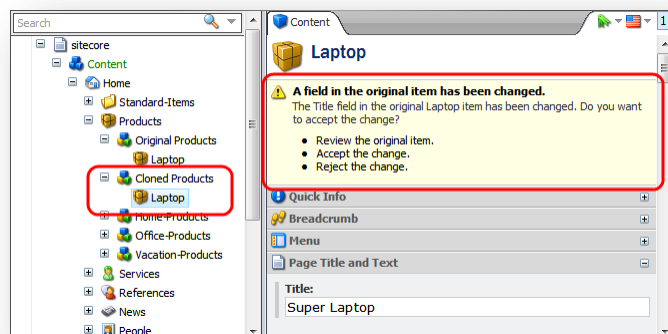 Search
sitecore
Content
Home
Standard-Items
Products
Original Products
Laptop
Cloned Products
Laptop
Home-Products
Office-Products
Vacation-Products
Services
References
News
People
Content
1
Laptop
A field in the original item has been changed.
The Title field in the original Laptop item has been changed. Do you want
to accept the change?
Review the original item.
Accept the change.
Reject the change.
Quick Info
Breadcrumb
Menu
Page Title and Text
Title:
Super Laptop